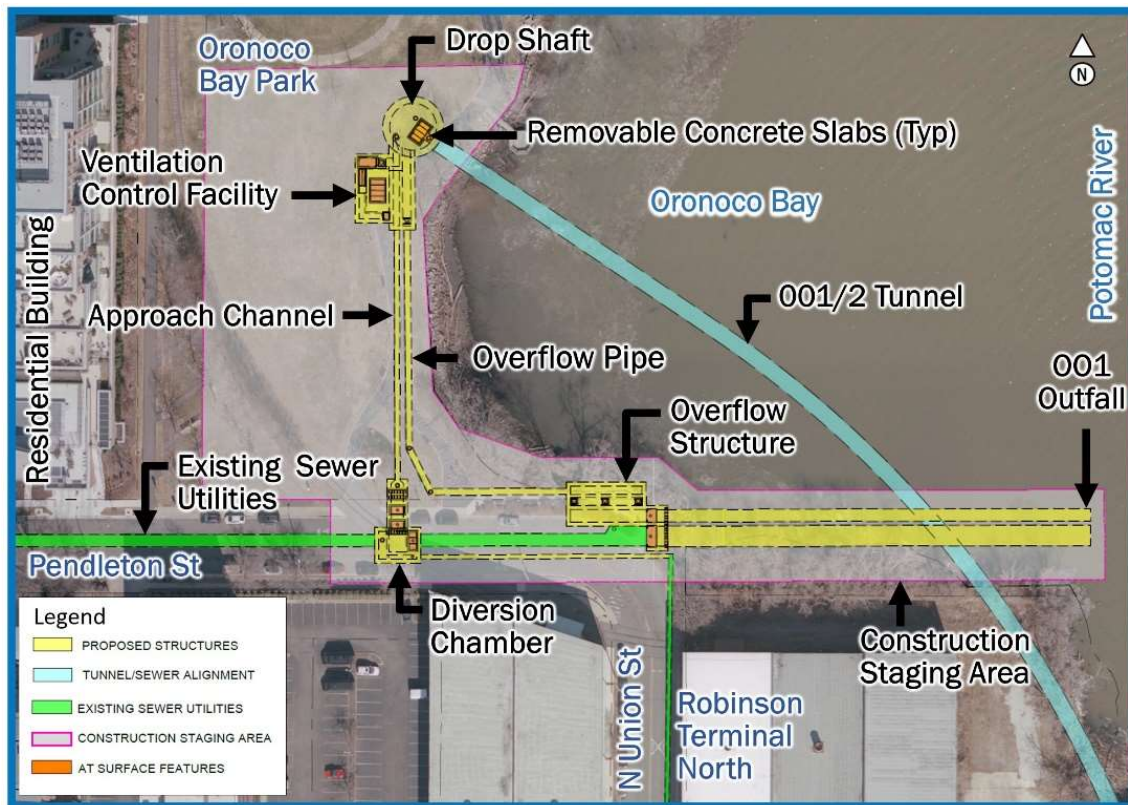 Oronoco
Bay Park
Drop Shaft
N
Removable Concrete Slabs (Typ)
Ventilation
Control Facility
Oronoco Bay
Potomac River
Residential Building
001/2 Tunnel
Approach Channel
Overflow Pipe
001
Outfall
Overflow
Structure
Existing Sewer
Utilities
Pendleton St
Diversion
Chamber
Construction
Staging Area
N Union St
Robinson
Terminal
North
Legend
PROPOSED STRUCTURES
TUNNEL/SEWER ALIGNMENT
EXISTING SEWER UTILITIES
CONSTRUCTION STAGING AREA
AT SURFACE FEATURES